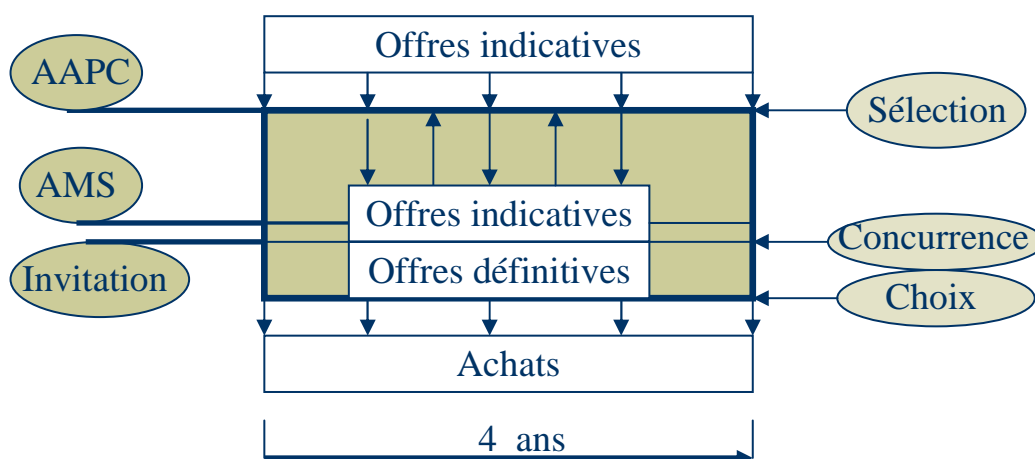 Offres indicatives
AAPC
Sélection
AMS
Offres indicatives
Concurrence
Invitation
Offres définitives
Choix
Achats
4 ans